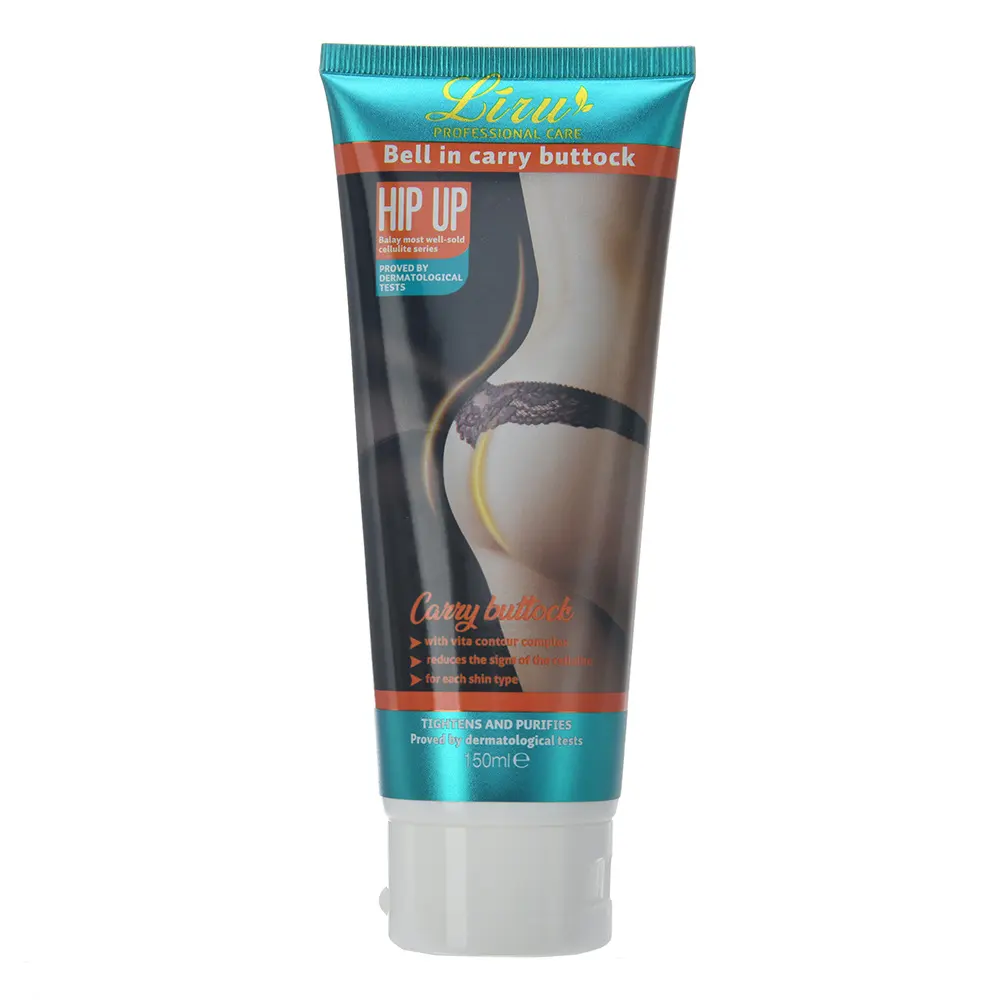 Liru
PROFESSIONAL CARE
Bell in carry buttock
HIP UP
Balay most well-sold
cellulite series
PROVED BY
DERMATOLOGICAL
TESTS
Carry buttock
with vita contour complex
reduces the signs of the
for each shin type
TIGHTENS AND PURIFIES
Proved by dermatological tests
150ml℮